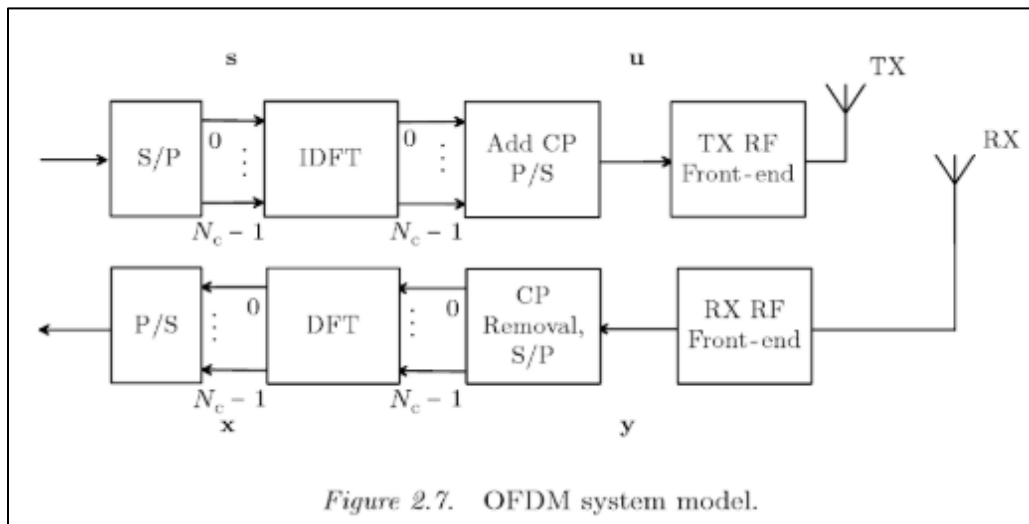 s
u
TX
S/P
0
⋮
N_c − 1
IDFT
0
⋮
N_c − 1
Add CP
P/S
TX RF
Front-end
RX
P/S
0
⋮
N_c − 1
DFT
0
⋮
N_c − 1
CP
Removal,
S/P
RX RF
Front-end
x
y
Figure 2.7. OFDM system model.